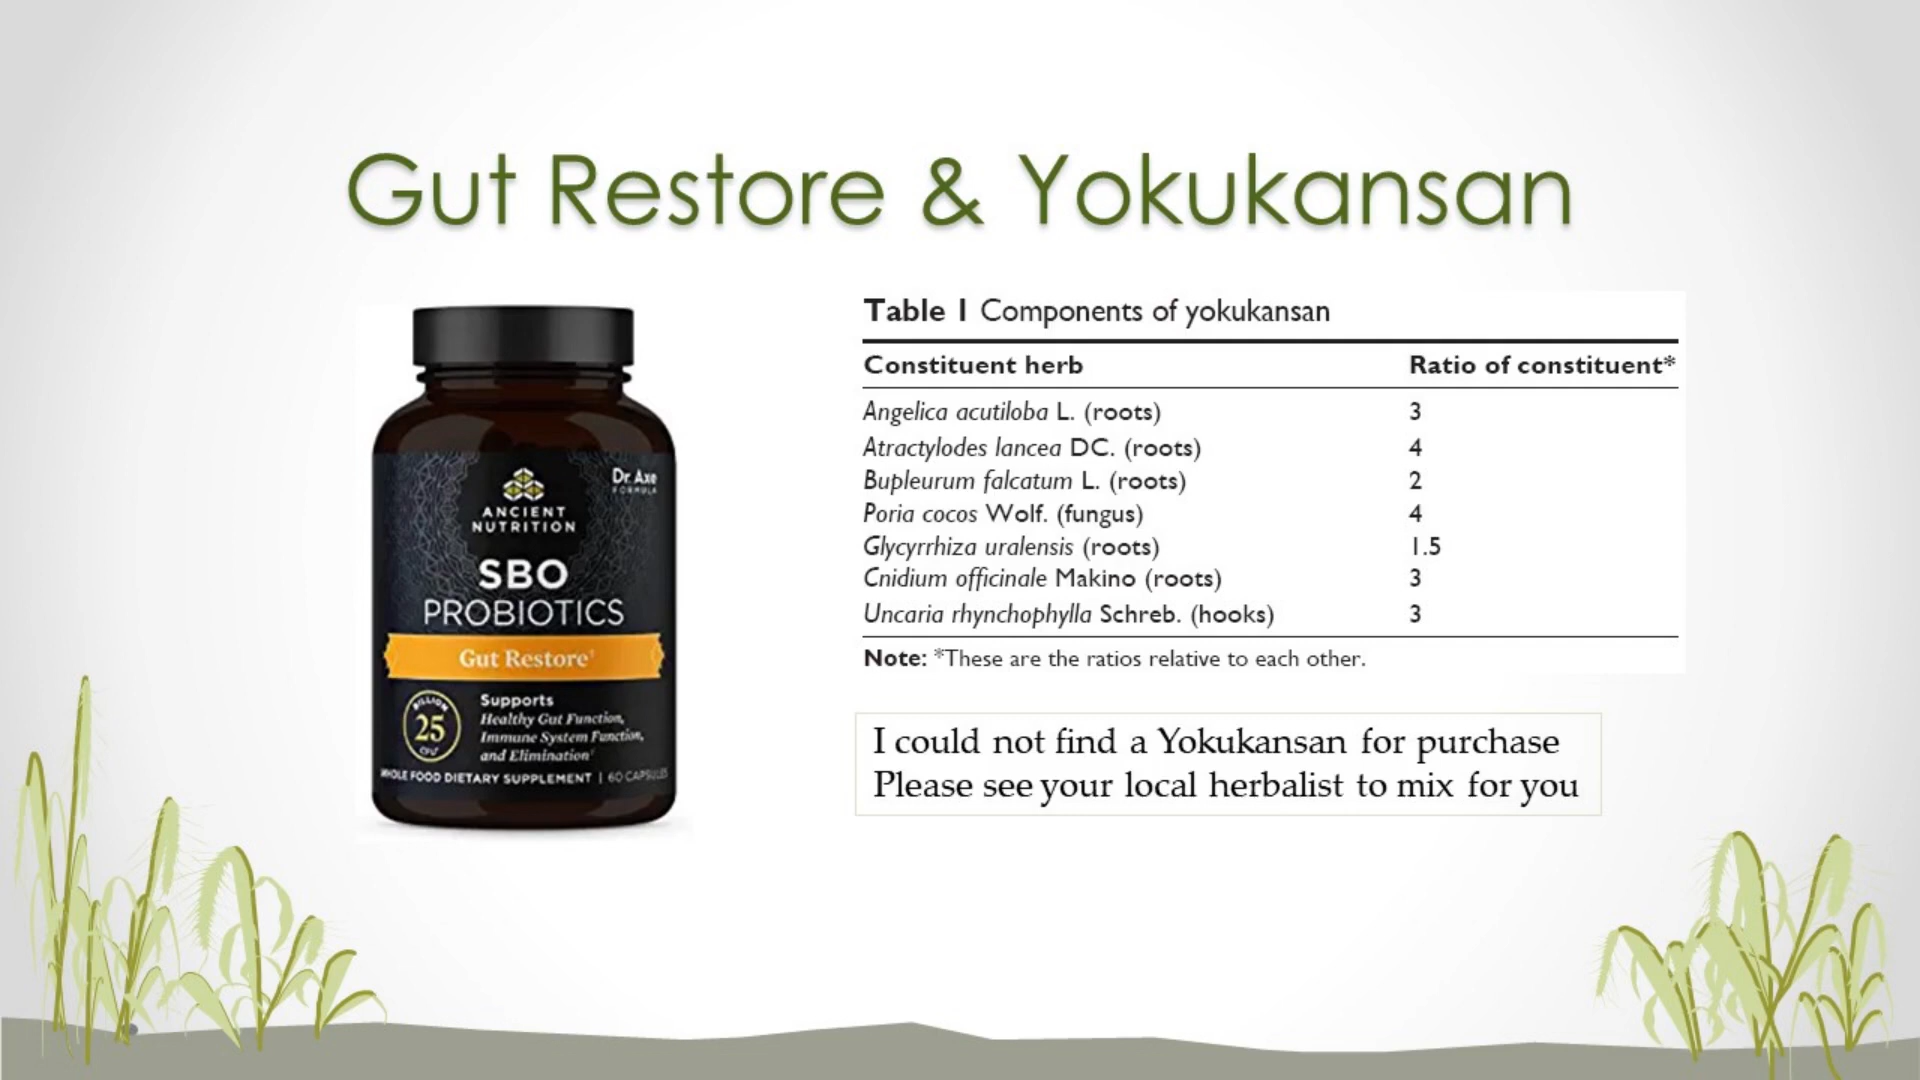 Gut Restore & Yokukansan
Dr. Axe
FORMULA
ANCIENT
NUTRITION
SBO
PROBIOTICS
Gut Restore†
BILLION
25
CFU*
Supports
Healthy Gut Function,
Immune System Function,
and Elimination†
WHOLE FOOD DIETARY SUPPLEMENT | 60 CAPSULES
Table 1 Components of yokukansan
Constituent herb Ratio of constituent*
Angelica acutiloba L. (roots) 3
Atractylodes lancea DC. (roots) 4
Bupleurum falcatum L. (roots) 2
Poria cocos Wolf. (fungus) 4
Glycyrrhiza uralensis (roots) 1.5
Cnidium officinale Makino (roots) 3
Uncaria rhynchophylla Schreb. (hooks) 3
Note: *These are the ratios relative to each other.
I could not find a Yokukansan for purchase
Please see your local herbalist to mix for you